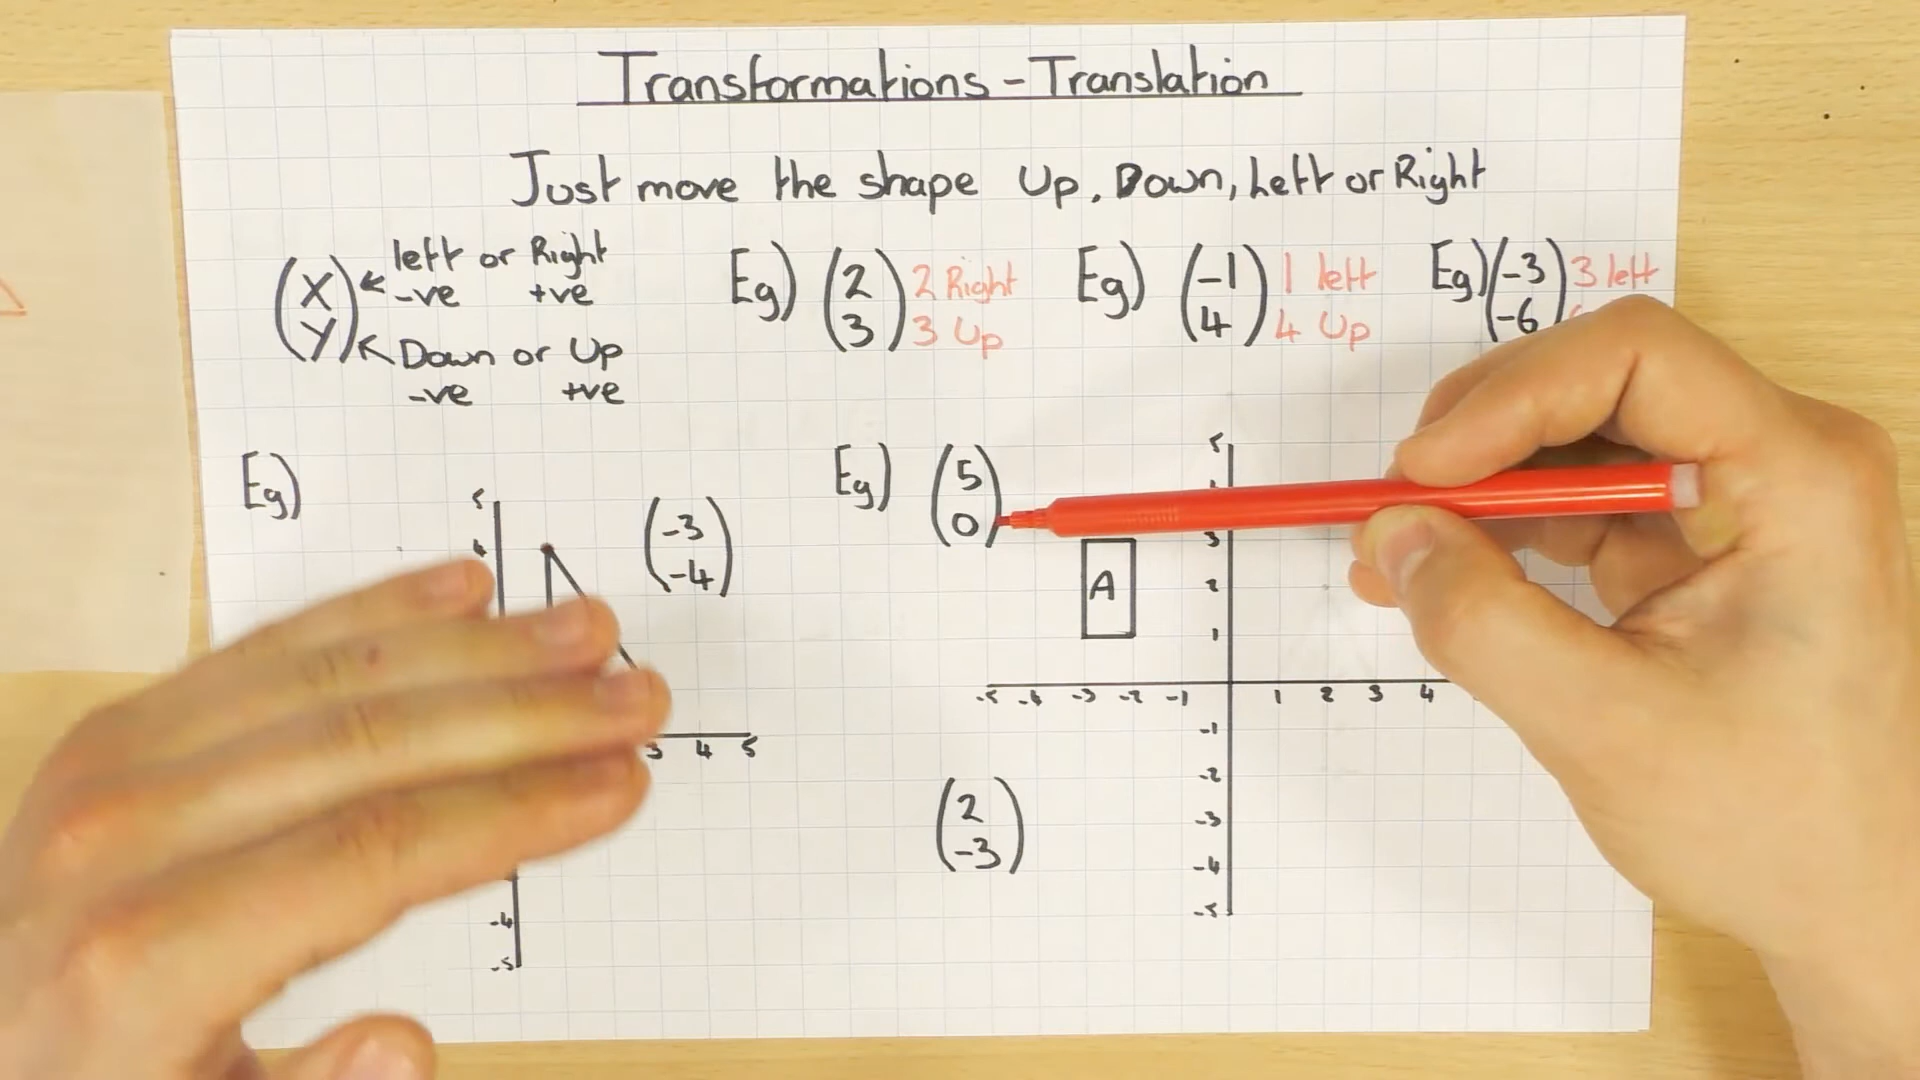 Transformations - Translation
Just move the shape Up, Down, Left or Right
(X
Y)
left or Right
-ve +ve
Down or Up
-ve +ve
Eg) (2
3)
2 Right
3 Up
Eg) (-1
4)
1 left
4 Up
Eg) (-3
-6)
3 left
Eg)
5
4
(-3
-4)
3 4 5
-4
-5
Eg) (5
0)
5
3
2
1
A
-5 -4 -3 -2 -1 1 2 3 4
-1
-2
-3
-4
-5
(2
-3)